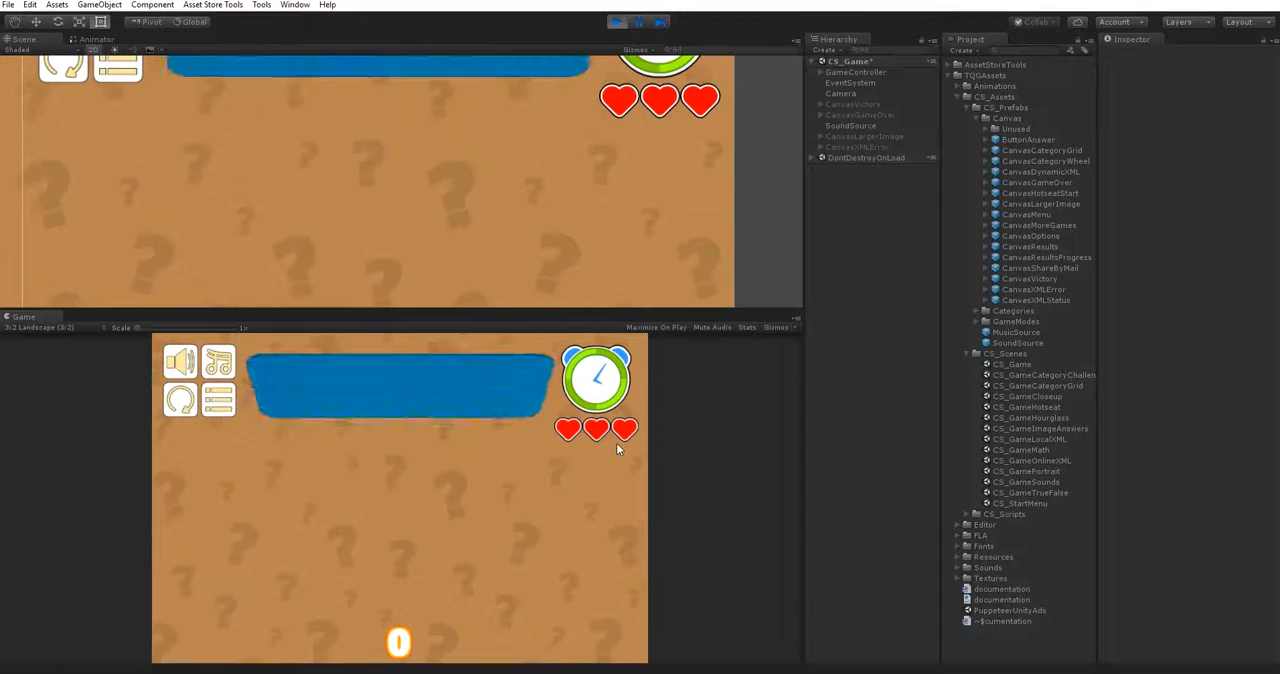 File Edit Assets GameObject Component Asset Store Tools Tools Window Help
Pivot Global Collab Account Layers Layout
Scene Animator
Shaded 2D Gizmos All
Game
3:2 Landscape (3:2) Scale 1x Maximize On Play Mute Audio Stats Gizmos
0
Hierarchy
Create All
CS_Game*
GameController
EventSystem
Camera
CanvasVictory
CanvasGameOver
SoundSource
CanvasLargerImage
CanvasXMLError
DontDestroyOnLoad
Project
Create
AssetStoreTools
TQGAssets
Animations
CS_Assets
CS_Prefabs
Canvas
Unused
ButtonAnswer
CanvasCategoryGrid
CanvasCategoryWheel
CanvasDynamicXML
CanvasGameOver
CanvasHotseatStart
CanvasLargerImage
CanvasMenu
CanvasMoreGames
CanvasOptions
CanvasResults
CanvasResultsProgress
CanvasShareByMail
CanvasVictory
CanvasXMLError
CanvasXMLStatus
Categories
GameModes
MusicSource
SoundSource
CS_Scenes
CS_Game
CS_GameCategoryChallen
CS_GameCategoryGrid
CS_GameCloseup
CS_GameHotseat
CS_GameHourglass
CS_GameImageAnswers
CS_GameLocalXML
CS_GameMath
CS_GameOnlineXML
CS_GamePortrait
CS_GameSounds
CS_GameTrueFalse
CS_StartMenu
CS_Scripts
Editor
FLA
Fonts
Resources
Sounds
Textures
documentation
documentation
PuppeteerUnityAds
~$cumentation
Inspector